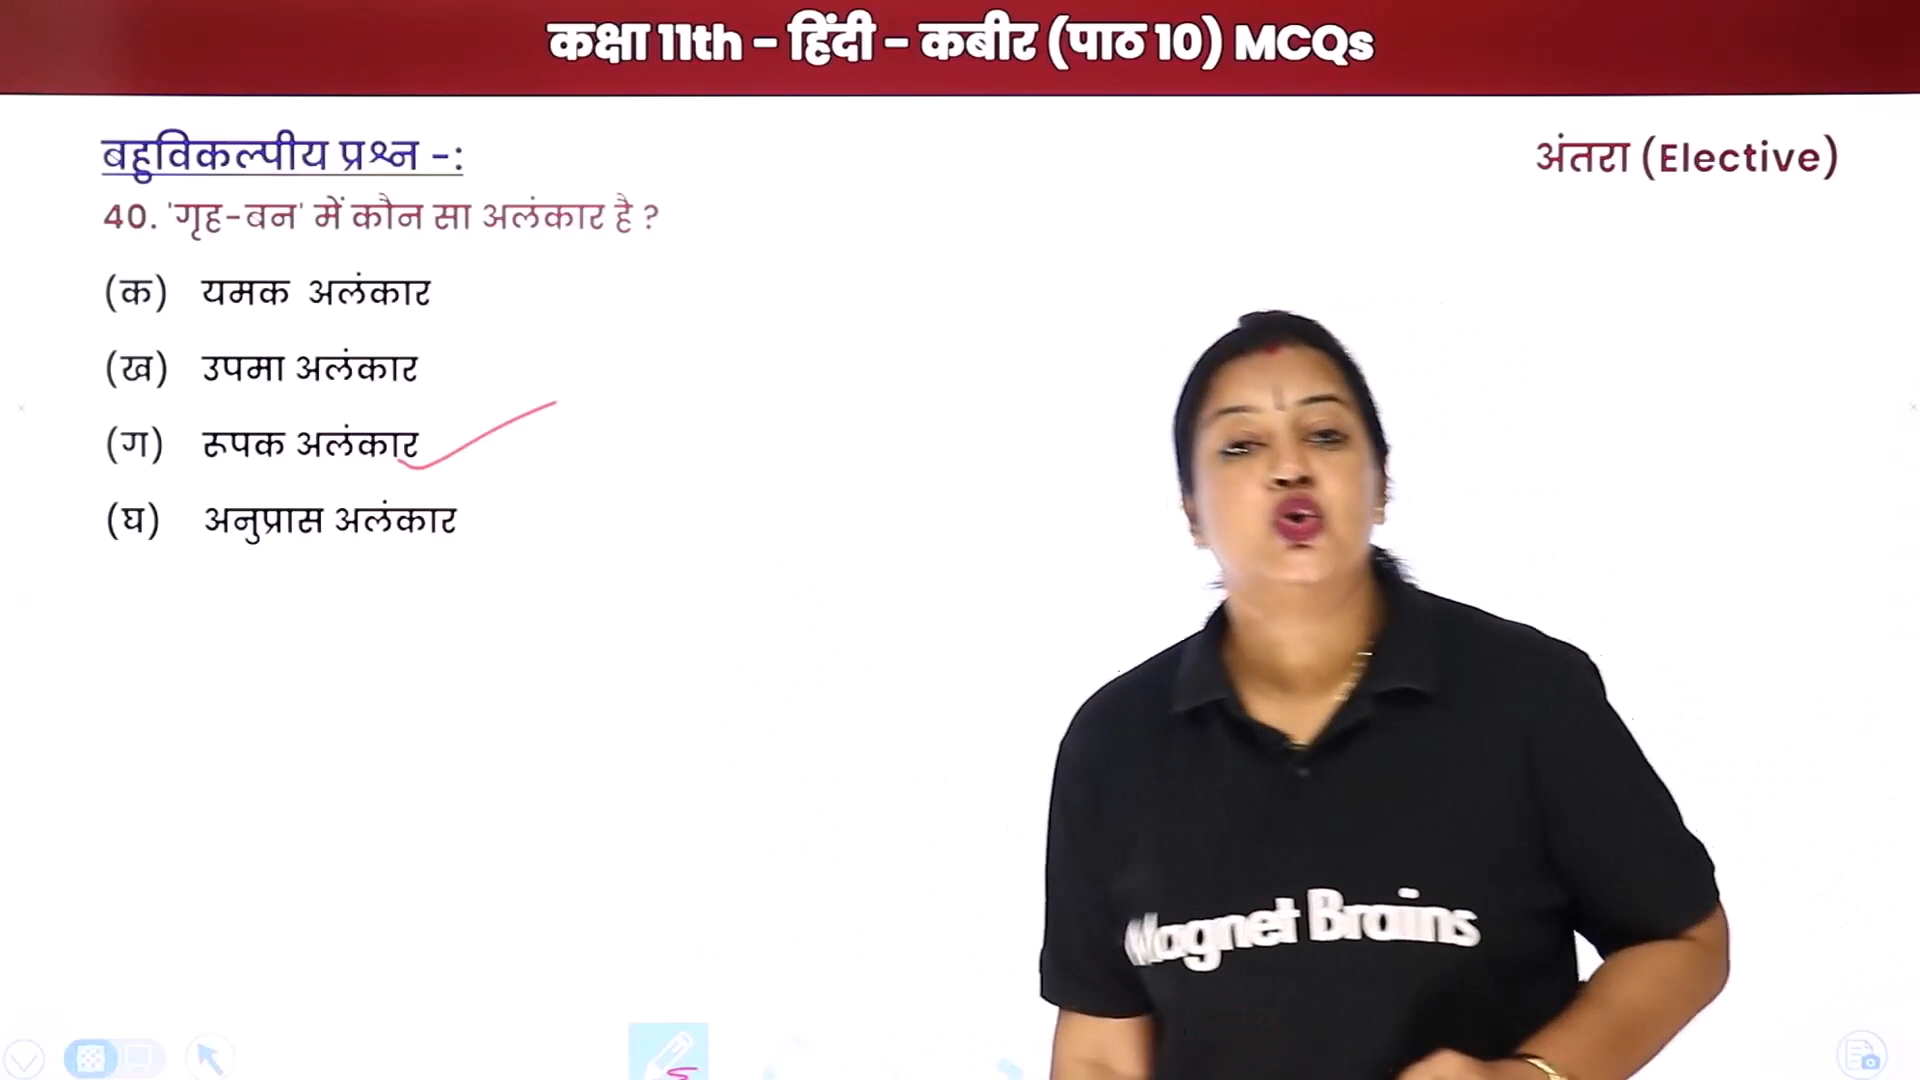 कक्षा 11th - हिंदी - कबीर (पाठ 10) MCQs
बहुविकल्पीय प्रश्न -:
अंतरा (Elective)
40. 'गृह-बन' में कौन सा अलंकार है ?
(क) यमक अलंकार
(ख) उपमा अलंकार
(ग) रूपक अलंकार
(घ) अनुप्रास अलंकार
Magnet Brains